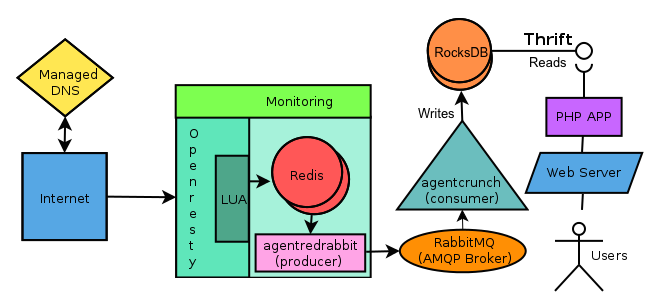 Managed
DNS
Internet
Monitoring
Openresty
LUA
Redis
agentredrabbit
(producer)
RabbitMQ
(AMQP Broker)
agentcrunch
(consumer)
Writes
RocksDB
Thrift
Reads
PHP APP
Web Server
Users